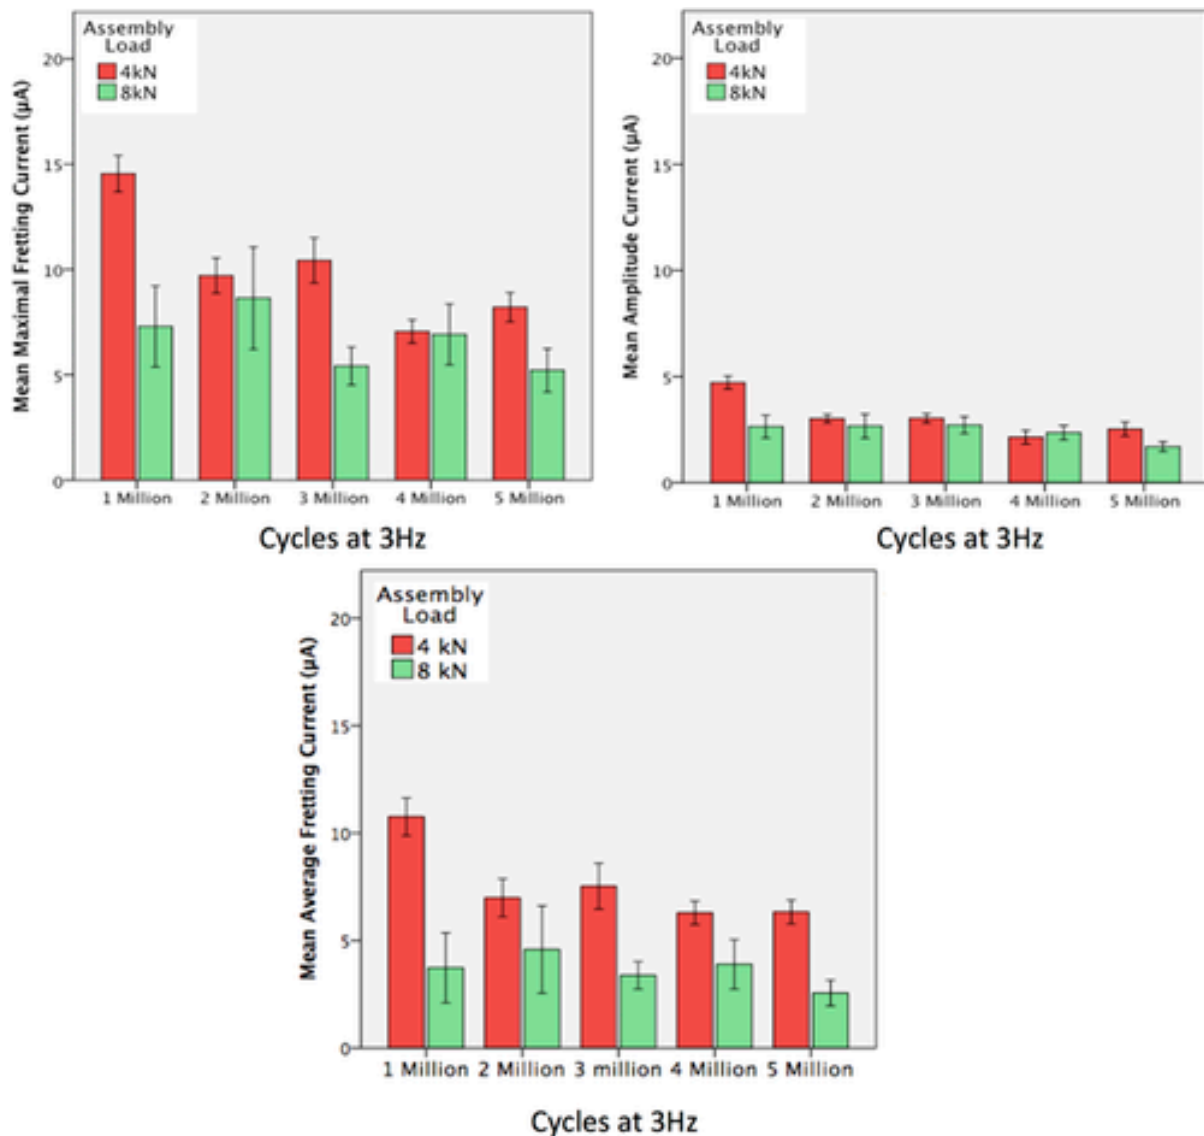 Assembly
Load
4kN
8kN
Mean Maximal Fretting Current (µA)
20
15
10
5
0
1 Million 2 Million 3 Million 4 Million 5 Million
Cycles at 3Hz
Assembly
Load
4kN
8kN
Mean Amplitude Current (µA)
20
15
10
5
0
1 Million 2 Million 3 Million 4 Million 5 Million
Cycles at 3Hz
Assembly
Load
4 kN
8 kN
Mean Average Fretting Current (µA)
20
15
10
5
0
1 Million 2 Million 3 million 4 Million 5 Million
Cycles at 3Hz